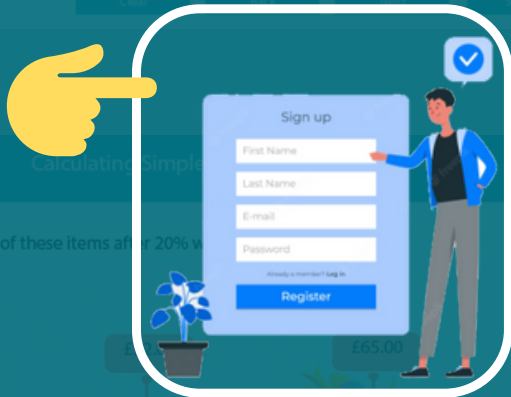 Clear
Sign up
First Name
Last Name
Calculating Simple
E-mail
Password
of these items after 20% w
Already a member? Log in
Register
£65.00